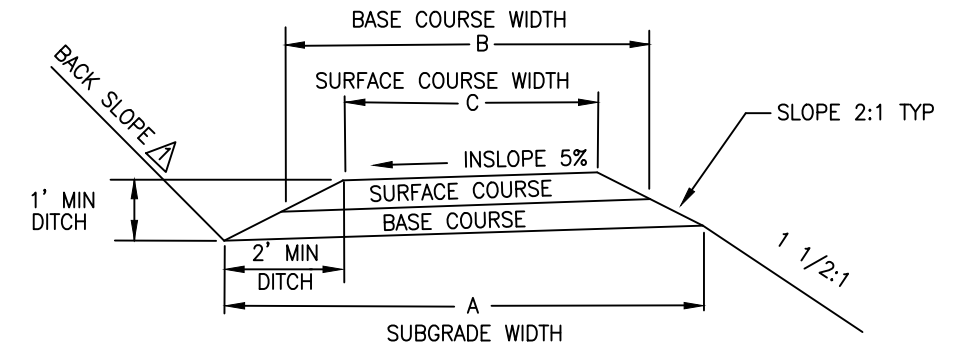 BASE COURSE WIDTH
B
SURFACE COURSE WIDTH
C
BACK SLOPE 1
SLOPE 2:1 TYP
INSLOPE 5%
SURFACE COURSE
BASE COURSE
1' MIN
DITCH
2' MIN
DITCH
1 1/2:1
A
SUBGRADE WIDTH